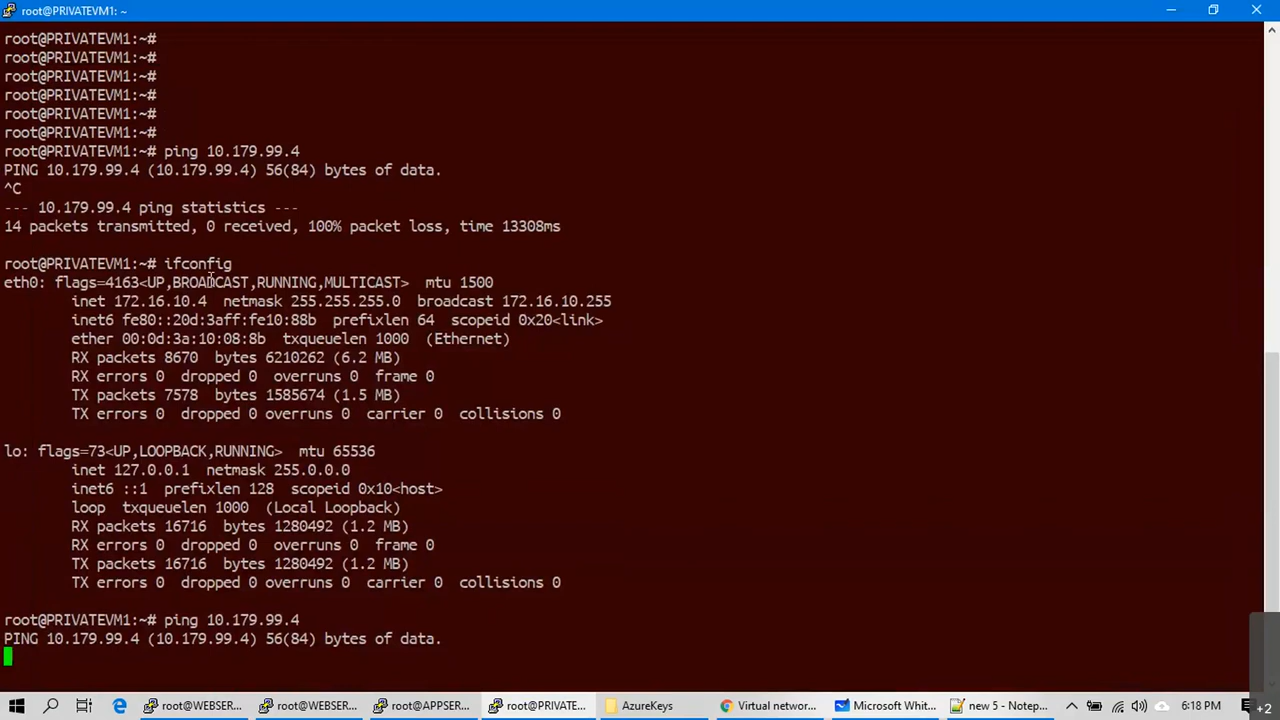 root@PRIVATEVM1: ~
root@PRIVATEVM1:~#
root@PRIVATEVM1:~#
root@PRIVATEVM1:~#
root@PRIVATEVM1:~#
root@PRIVATEVM1:~#
root@PRIVATEVM1:~#
root@PRIVATEVM1:~# ping 10.179.99.4
PING 10.179.99.4 (10.179.99.4) 56(84) bytes of data.
^C
--- 10.179.99.4 ping statistics ---
14 packets transmitted, 0 received, 100% packet loss, time 13308ms
root@PRIVATEVM1:~# ifconfig
eth0: flags=4163<UP,BROADCAST,RUNNING,MULTICAST>  mtu 1500
inet 172.16.10.4  netmask 255.255.255.0  broadcast 172.16.10.255
inet6 fe80::20d:3aff:fe10:88b  prefixlen 64  scopeid 0x20<link>
ether 00:0d:3a:10:08:8b  txqueuelen 1000  (Ethernet)
RX packets 8670  bytes 6210262 (6.2 MB)
RX errors 0  dropped 0  overruns 0  frame 0
TX packets 7578  bytes 1585674 (1.5 MB)
TX errors 0  dropped 0 overruns 0  carrier 0  collisions 0
lo: flags=73<UP,LOOPBACK,RUNNING>  mtu 65536
inet 127.0.0.1  netmask 255.0.0.0
inet6 ::1  prefixlen 128  scopeid 0x10<host>
loop  txqueuelen 1000  (Local Loopback)
RX packets 16716  bytes 1280492 (1.2 MB)
RX errors 0  dropped 0  overruns 0  frame 0
TX packets 16716  bytes 1280492 (1.2 MB)
TX errors 0  dropped 0 overruns 0  carrier 0  collisions 0
root@PRIVATEVM1:~# ping 10.179.99.4
PING 10.179.99.4 (10.179.99.4) 56(84) bytes of data.
root@WEBSER... root@WEBSER... root@APPSER... root@PRIVATE... AzureKeys Virtual networ... Microsoft Whit... new 5 - Notep... 6:18 PM +2